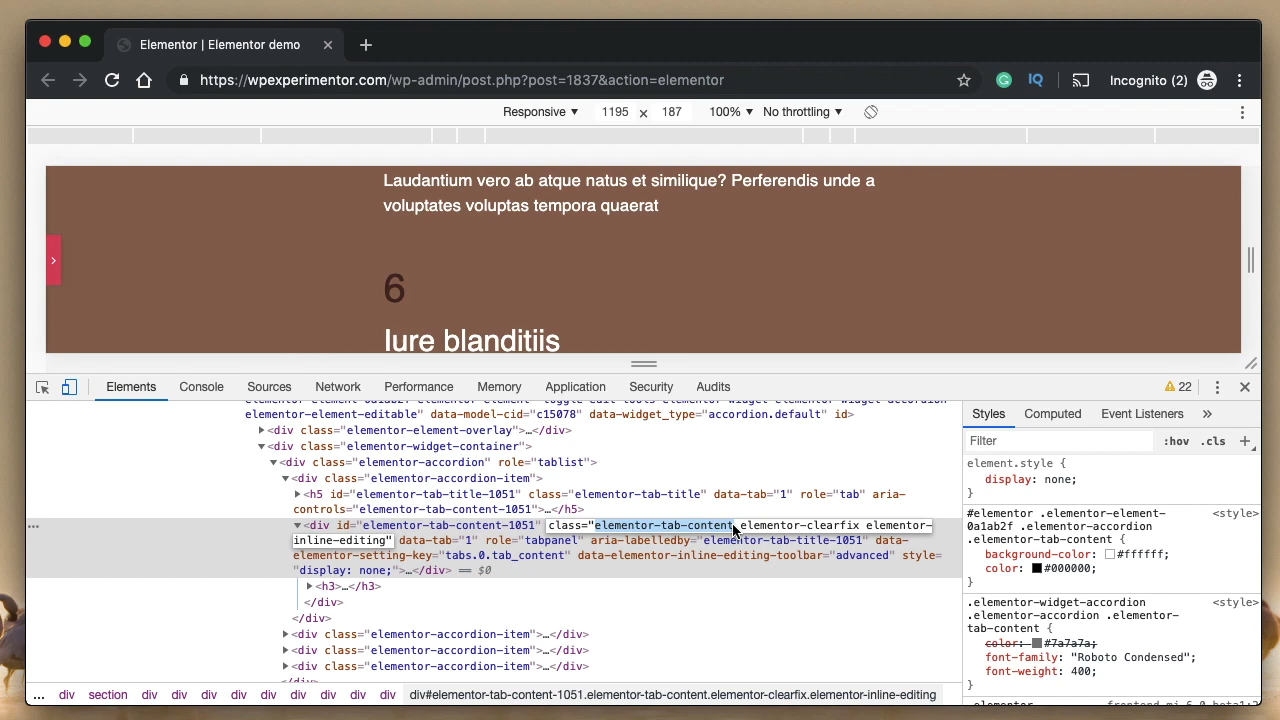 Elementor | Elementor demo
https://wpexperimentor.com/wp-admin/post.php?post=1837&action=elementor
IQ
Incognito (2)
Responsive 1195 × 187 100% No throttling
Laudantium vero ab atque natus et similique? Perferendis unde a
voluptates voluptas tempora quaerat
6
Iure blanditiis
Elements Console Sources Network Performance Memory Application Security Audits 22
elementor-element-editable" data-model-cid="c15078" data-widget_type="accordion.default" id>
<div class="elementor-element-overlay">…</div>
<div class="elementor-widget-container">
<div class="elementor-accordion" role="tablist">
<div class="elementor-accordion-item">
<h5 id="elementor-tab-title-1051" class="elementor-tab-title" data-tab="1" role="tab" aria-
controls="elementor-tab-content-1051">…</h5>
<div id="elementor-tab-content-1051" class="elementor-tab-content elementor-clearfix elementor-
inline-editing" data-tab="1" role="tabpanel" aria-labelledby="elementor-tab-title-1051" data-
elementor-setting-key="tabs.0.tab_content" data-elementor-inline-editing-toolbar="advanced" style=
"display: none;">…</div> == $0
<h3>…</h3>
</div>
</div>
<div class="elementor-accordion-item">…</div>
<div class="elementor-accordion-item">…</div>
<div class="elementor-accordion-item">…</div>
... div section div div div div div div div div div div#elementor-tab-content-1051.elementor-tab-content.elementor-clearfix.elementor-inline-editing
Styles Computed Event Listeners »
Filter :hov .cls +
element.style {
display: none;
}
#elementor .elementor-element- <style>
0a1ab2f .elementor-accordion
.elementor-tab-content {
background-color: #ffffff;
color: #000000;
}
.elementor-widget-accordion <style>
.elementor-accordion .elementor-
tab-content {
color: #7a7a7a;
font-family: "Roboto Condensed";
font-weight: 400;
}